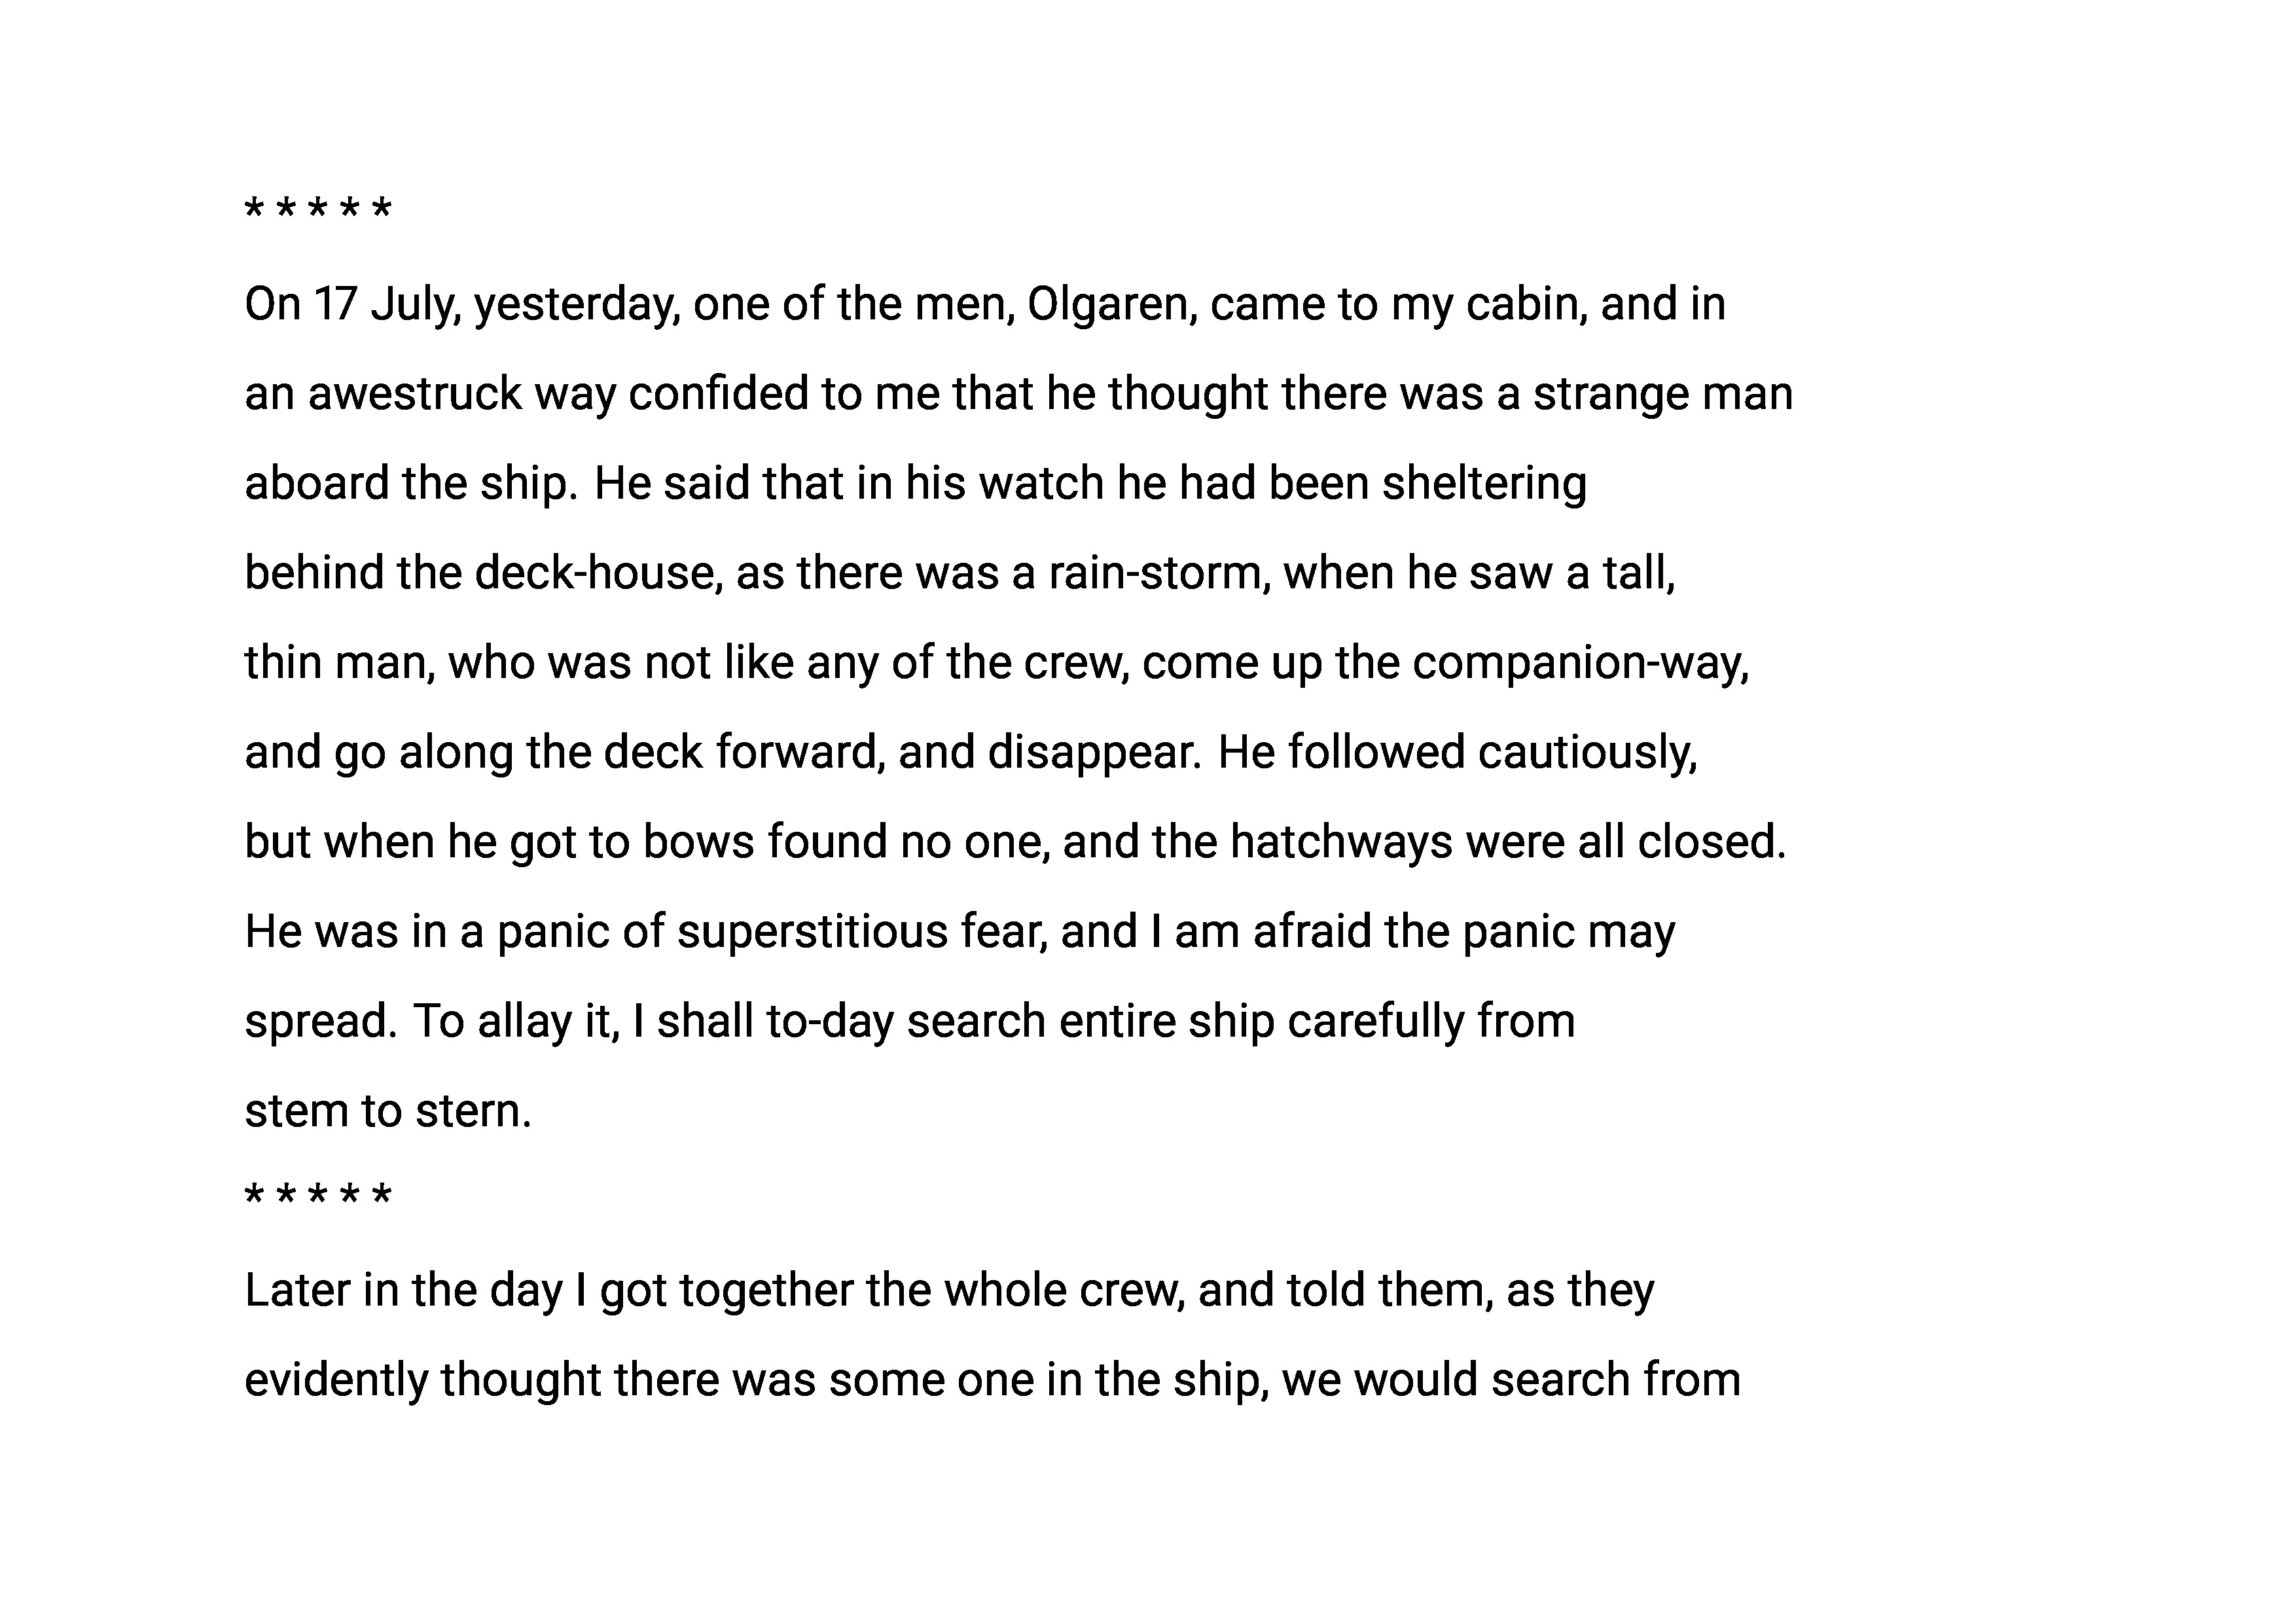 * * * * *
On 17 July, yesterday, one of the men, Olgaren, came to my cabin, and in
an awestruck way confided to me that he thought there was a strange man
aboard the ship. He said that in his watch he had been sheltering
behind the deck-house, as there was a rain-storm, when he saw a tall,
thin man, who was not like any of the crew, come up the companion-way,
and go along the deck forward, and disappear. He followed cautiously,
but when he got to bows found no one, and the hatchways were all closed.
He was in a panic of superstitious fear, and I am afraid the panic may
spread. To allay it, I shall to-day search entire ship carefully from
stem to stern.
* * * * *
Later in the day I got together the whole crew, and told them, as they
evidently thought there was some one in the ship, we would search from